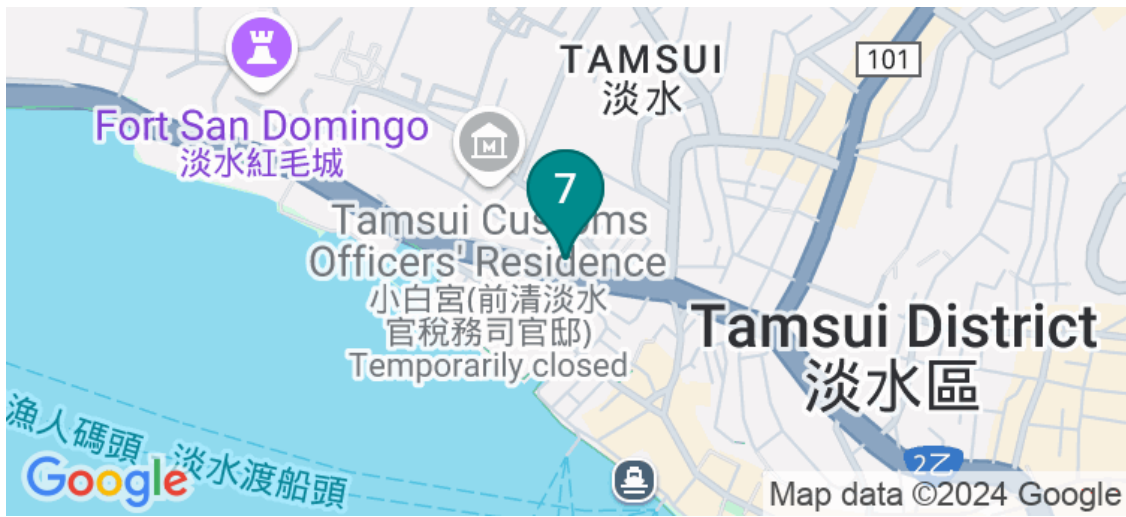 TAMSUI
淡水
101
Fort San Domingo
淡水紅毛城
M
7
Tamsui Customs
Officers' Residence
小白宮(前清淡水
官稅務司官邸)
Temporarily closed
Tamsui District
淡水區
漁人碼頭 - 淡水渡船頭
2乙
Google
Map data ©2024 Google